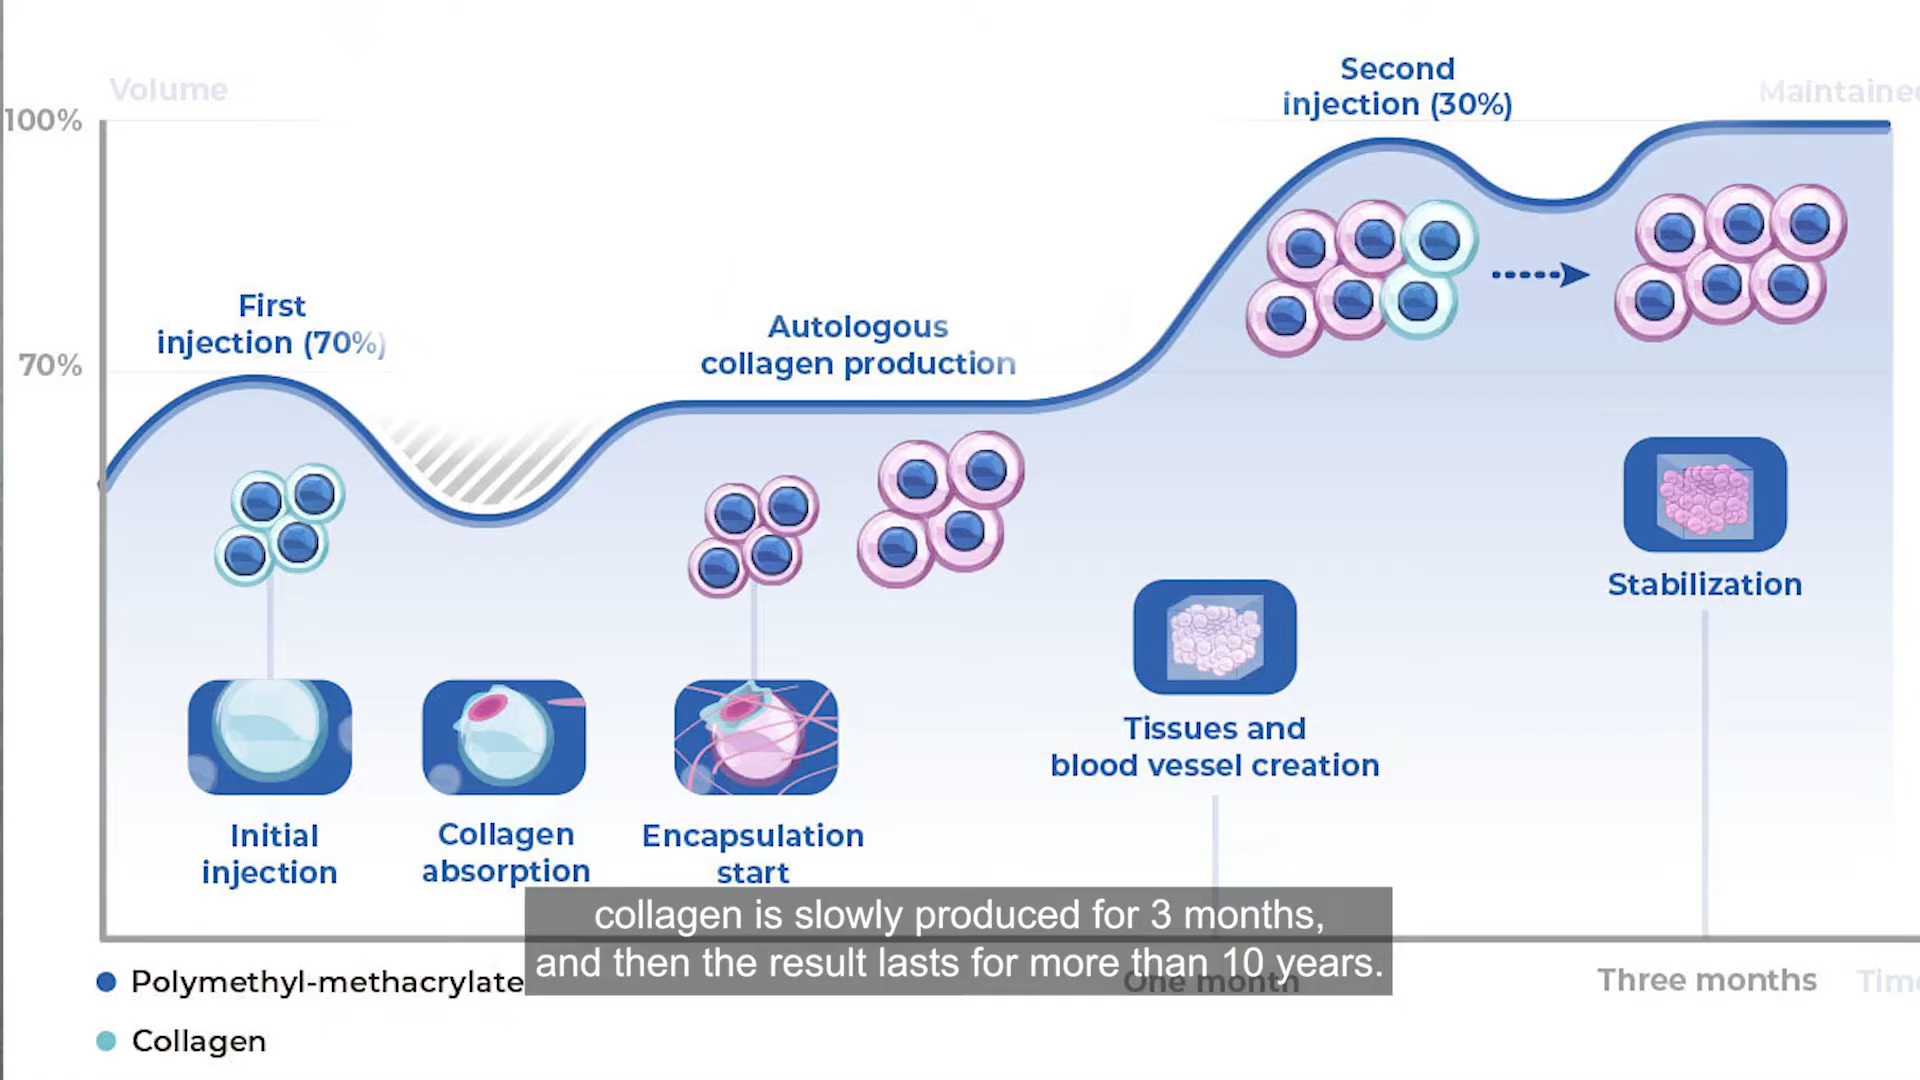 Volume
100%
Second
injection (30%)
First
injection (70%)
70%
Autologous
collagen production
Stabilization
Tissues and
blood vessel creation
Initial
injection
Collagen
absorption
Encapsulation
start
collagen is slowly produced for 3 months,
and then the result lasts for more than 10 years.
One month
Three months
Polymethyl-methacrylate
Collagen